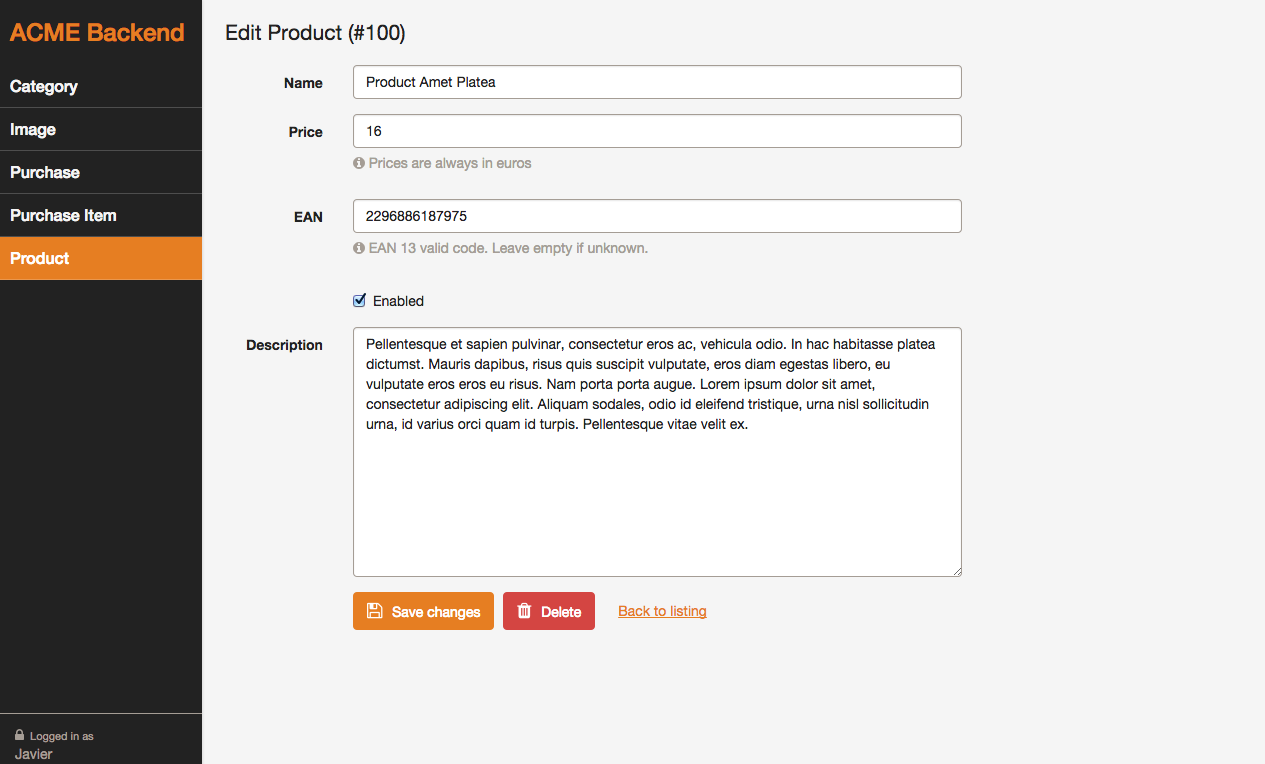 ACME Backend
Category
Image
Purchase
Purchase Item
Product
Logged in as
Javier
Edit Product (#100)
Name
Product Amet Platea
Price
16
Prices are always in euros
EAN
2296886187975
EAN 13 valid code. Leave empty if unknown.
Enabled
Description
Pellentesque et sapien pulvinar, consectetur eros ac, vehicula odio. In hac habitasse platea
dictumst. Mauris dapibus, risus quis suscipit vulputate, eros diam egestas libero, eu
vulputate eros eros eu risus. Nam porta porta augue. Lorem ipsum dolor sit amet,
consectetur adipiscing elit. Aliquam sodales, odio id eleifend tristique, urna nisl sollicitudin
urna, id varius orci quam id turpis. Pellentesque vitae velit ex.
Save changes
Delete
Back to listing